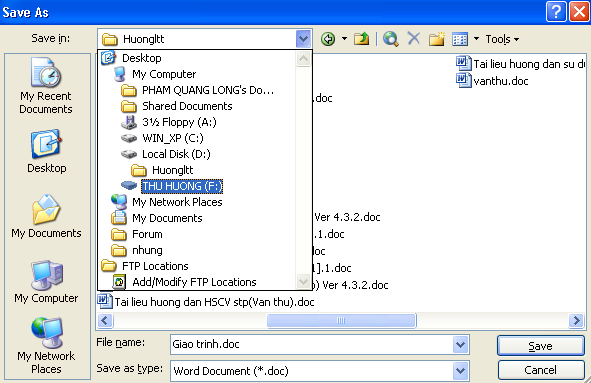 Save As
Save in:
Huongltt
Tools
My Recent
Documents
Desktop
My Documents
My Computer
My Network
Places
Desktop
My Computer
PHAM QUANG LONG's Do...
Shared Documents
3½ Floppy (A:)
WIN_XP (C:)
Local Disk (D:)
Huongltt
THU HUONG (F:)
My Network Places
My Documents
Forum
nhung
FTP Locations
Add/Modify FTP Locations
.doc
Ver 4.3.2.doc
.doc
.1.doc
1].1.doc
) Ver 4.3.2.doc
Tai lieu huong dan HSCV stp(Van thu).doc
Tai lieu huong dan su du
vanthu.doc
File name:
Giao trinh.doc
Save
Save as type:
Word Document (*.doc)
Cancel